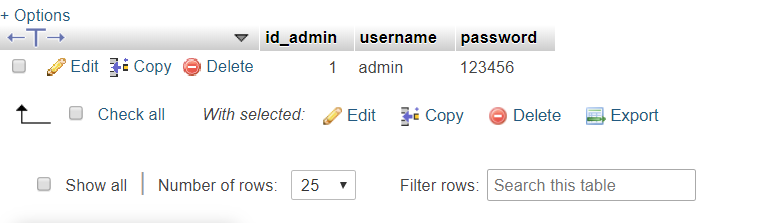 + Options
←T→ id_admin username password
Edit Copy Delete 1 admin 123456
Check all With selected: Edit Copy Delete Export
Show all Number of rows: 25 Filter rows: Search this table